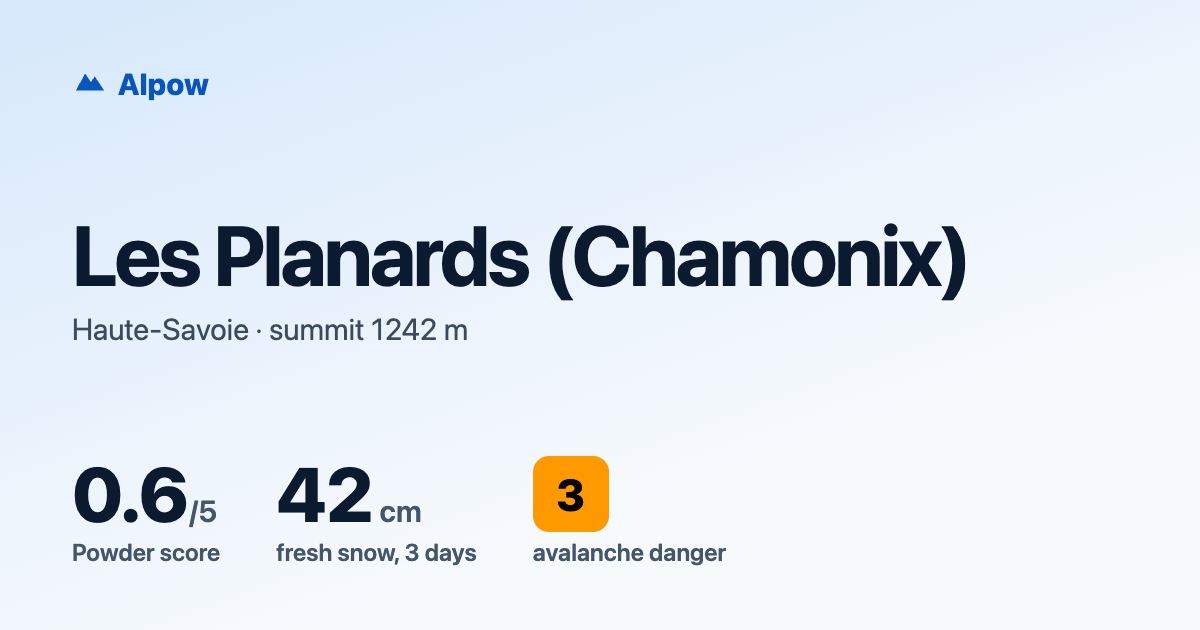 Alpow
Les Planards (Chamonix)
Haute-Savoie · summit 1242 m
0.6/5 42 cm 3
Powder score fresh snow, 3 days avalanche danger